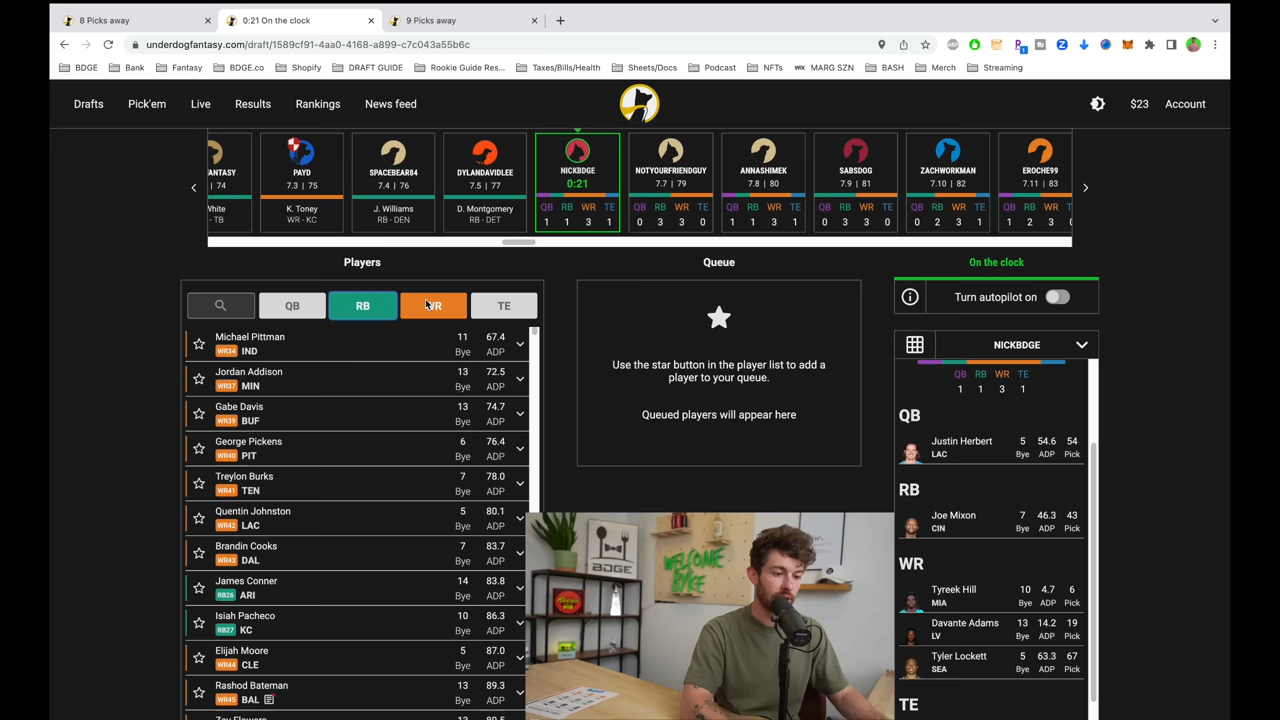 8 Picks away
0:21 On the clock
9 Picks away
underdogfantasy.com/draft/1589cf91-4aa0-4168-a899-c7c043a55b6c
BDGE Bank Fantasy BDGE.co Shopify DRAFT GUIDE Rookie Guide Res... Taxes/Bills/Health Sheets/Docs Podcast NFTs WIX MARG SZN BASH Merch Streaming
Drafts Pick'em Live Results Rankings News feed $23 Account
ANTASY PAYD SPACEBEAR84 DYLANDAVIDLEE NICKBDGE NOTYOURFRIENDGUY ANNASHIMEK SABSDOG ZACHWORKMAN EROCHE99
| 74 7.3 | 75 7.4 | 76 7.5 | 77 0:21 7.7 | 79 7.8 | 80 7.9 | 81 7.10 | 82 7.11 | 83
White K. Toney J. Williams D. Montgomery QB RB WR TE QB RB WR TE QB RB WR TE QB RB WR TE QB RB WR TE QB RB WR TE
- TB WR - KC RB - DEN RB - DET 1 1 3 1 0 3 3 0 1 1 3 1 0 3 3 0 0 2 3 1 1 2 3 0
Players
QB RB WR TE
Michael Pittman 11 67.4
WR34 IND Bye ADP
Jordan Addison 13 72.5
WR37 MIN Bye ADP
Gabe Davis 13 74.7
WR39 BUF Bye ADP
George Pickens 6 76.4
WR40 PIT Bye ADP
Treylon Burks 7 78.0
WR41 TEN Bye ADP
Quentin Johnston 5 80.1
WR42 LAC Bye ADP
Brandin Cooks 7 83.7
WR43 DAL Bye ADP
James Conner 14 83.8
RB26 ARI Bye ADP
Isiah Pacheco 10 86.3
RB27 KC Bye ADP
Elijah Moore 5 87.0
WR44 CLE Bye ADP
Rashod Bateman 13 89.3
WR45 BAL Bye ADP
Zay Flowers 13 89.5
Queue
Use the star button in the player list to add a
player to your queue.
Queued players will appear here
BDGE
WELCOME
BYKE
On the clock
Turn autopilot on
NICKBDGE
QB RB WR TE
1 1 3 1
QB
Justin Herbert 5 54.6 54
LAC Bye ADP Pick
RB
Joe Mixon 7 46.3 43
CIN Bye ADP Pick
WR
Tyreek Hill 10 4.7 6
MIA Bye ADP Pick
Davante Adams 13 14.2 19
LV Bye ADP Pick
Tyler Lockett 5 63.3 67
SEA Bye ADP Pick
TE